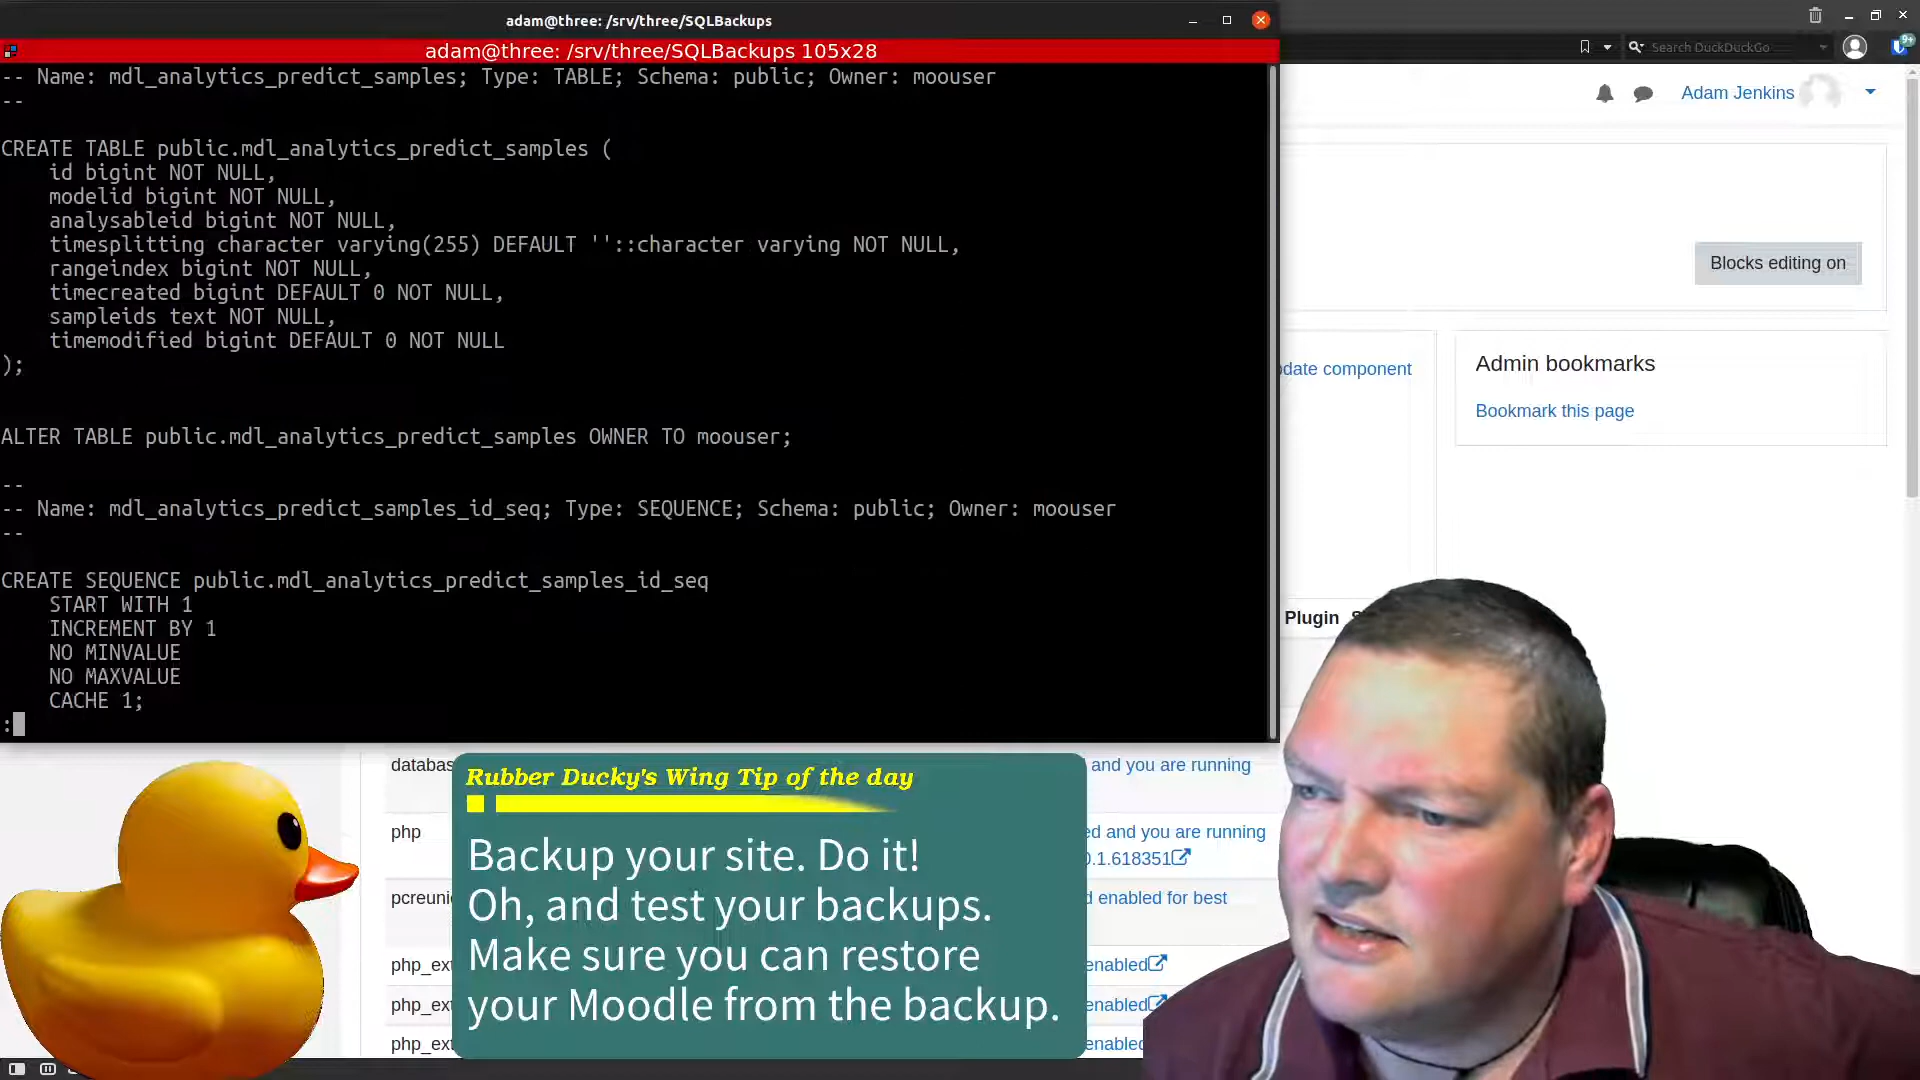 adam@three: /srv/three/SQLBackups
adam@three: /srv/three/SQLBackups 105x28
-- Name: mdl_analytics_predict_samples; Type: TABLE; Schema: public; Owner: moouser
--
CREATE TABLE public.mdl_analytics_predict_samples (
    id bigint NOT NULL,
    modelid bigint NOT NULL,
    analysableid bigint NOT NULL,
    timesplitting character varying(255) DEFAULT ''::character varying NOT NULL,
    rangeindex bigint NOT NULL,
    timecreated bigint DEFAULT 0 NOT NULL,
    sampleids text NOT NULL,
    timemodified bigint DEFAULT 0 NOT NULL
);
ALTER TABLE public.mdl_analytics_predict_samples OWNER TO moouser;
--
-- Name: mdl_analytics_predict_samples_id_seq; Type: SEQUENCE; Schema: public; Owner: moouser
--
CREATE SEQUENCE public.mdl_analytics_predict_samples_id_seq
    START WITH 1
    INCREMENT BY 1
    NO MINVALUE
    NO MAXVALUE
    CACHE 1;
:
Search DuckDuckGo
9+
Adam Jenkins
Blocks editing on
Admin bookmarks
Bookmark this page
component
Plugin
and you are running
php
and you are running
0.1.618351
enabled for best
enabled
enabled
enabled
Rubber Ducky's Wing Tip of the day
Backup your site. Do it!
Oh, and test your backups.
Make sure you can restore
your Moodle from the backup.